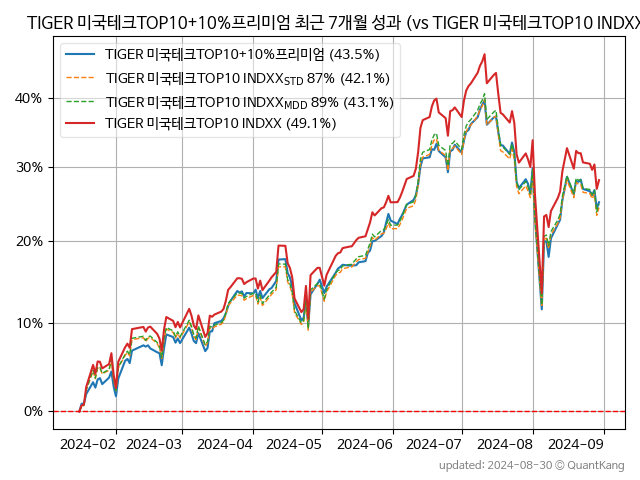 TIGER 미국테크TOP10+10%프리미엄 최근 7개월 성과 (vs TIGER 미국테크TOP10 INDXX
TIGER 미국테크TOP10+10%프리미엄 (43.5%)
TIGER 미국테크TOP10 INDXX_STD 87% (42.1%)
TIGER 미국테크TOP10 INDXX_MDD 89% (43.1%)
TIGER 미국테크TOP10 INDXX (49.1%)
40%
30%
20%
10%
0%
2024-02 2024-03 2024-04 2024-05 2024-06 2024-07 2024-08 2024-09
updated: 2024-08-30 © QuantKang